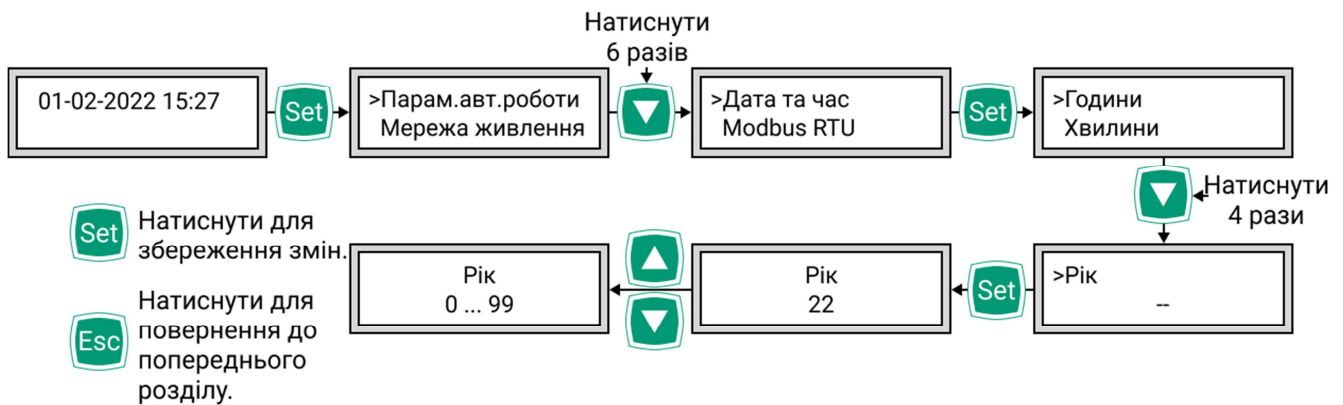 Натиснути
6 разів
01-02-2022 15:27
Set
>Парам.авт.роботи
Мережа живлення
>Дата та час
Modbus RTU
Set
>Години
Хвилини
Натиснути
4 рази
>Рік
--
Set
Рік
22
Рік
0 ... 99
Set
Натиснути для
збереження змін.
Esc
Натиснути для
повернення до
попереднього
розділу.